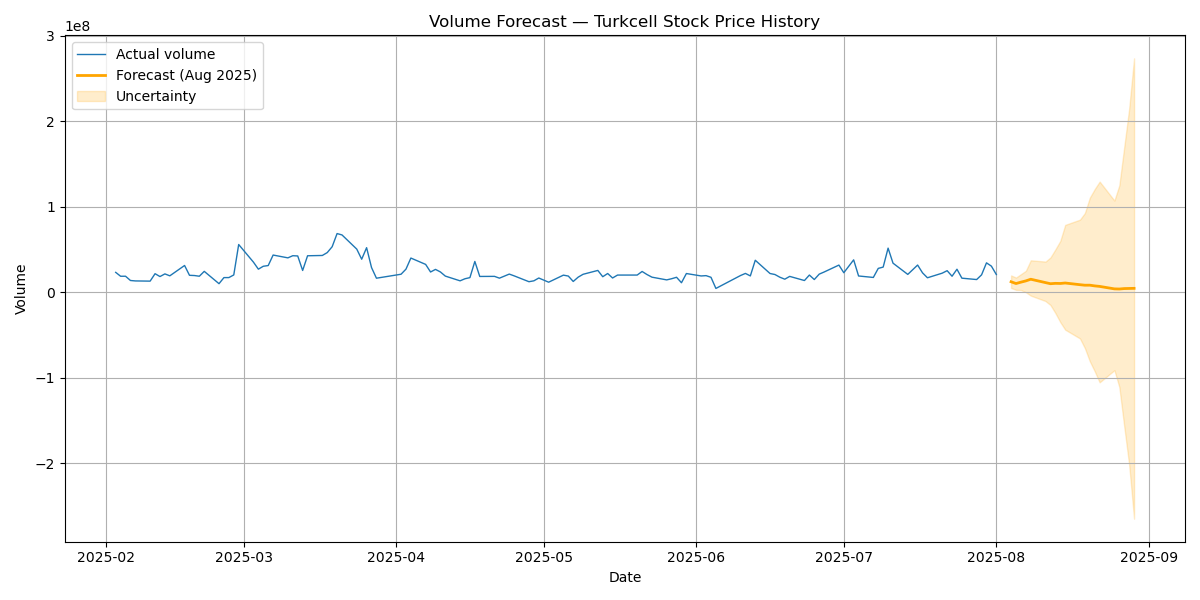 Volume Forecast — Turkcell Stock Price History
1e8
Actual volume
Forecast (Aug 2025)
Uncertainty
3
2
1
0
−1
−2
Volume
2025-02 2025-03 2025-04 2025-05 2025-06 2025-07 2025-08 2025-09
Date